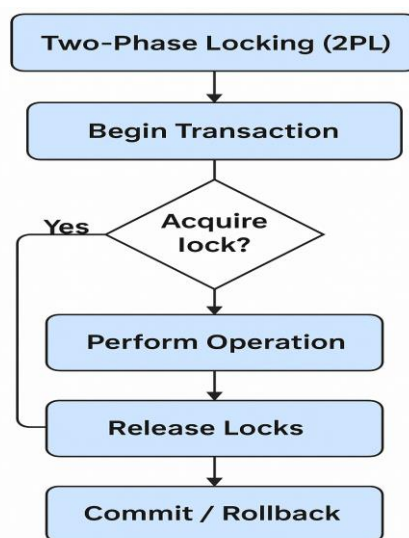 Two-Phase Locking (2PL)
Begin Transaction
Acquire
lock?
Yes
Perform Operation
Release Locks
Commit / Rollback